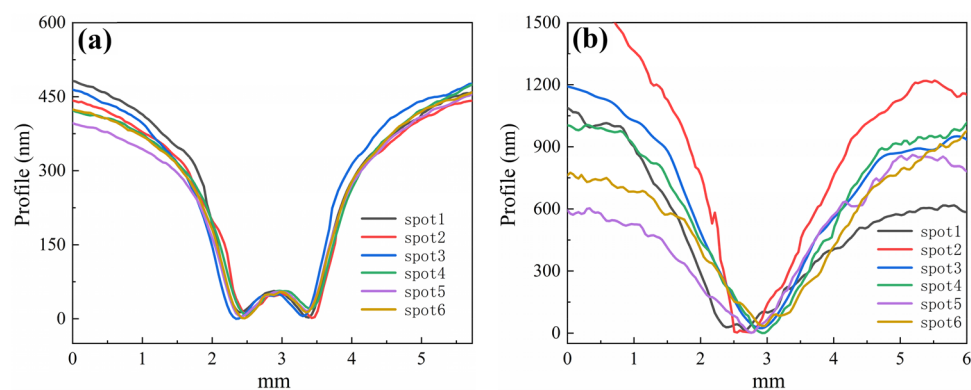 (a)
600
450
300
150
0
Profile (nm)
spot1
spot2
spot3
spot4
spot5
spot6
0 1 2 3 4 5
mm
(b)
1500
1200
900
600
300
0
Profile (nm)
spot1
spot2
spot3
spot4
spot5
spot6
0 1 2 3 4 5 6
mm